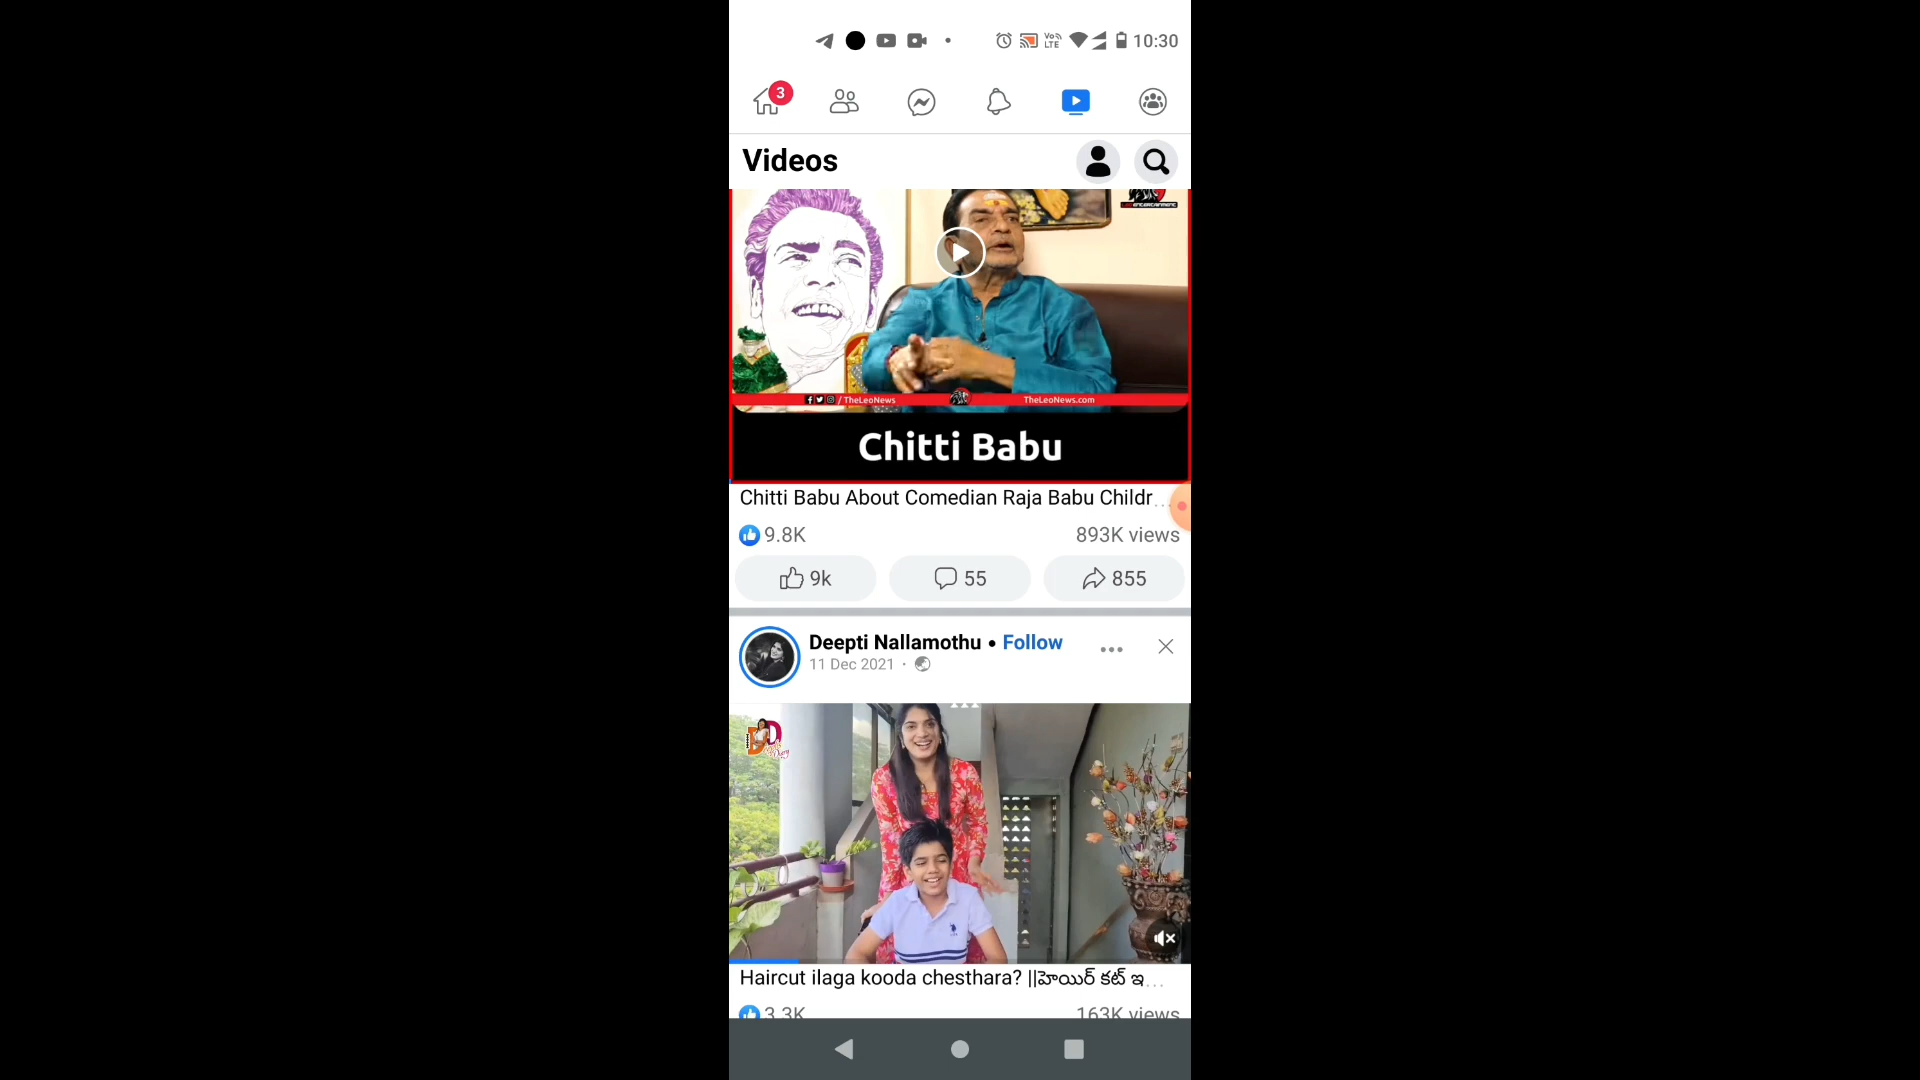 10:30
3
Videos
/ TheLeoNews
TheLeoNews.com
Chitti Babu
Chitti Babu About Comedian Raja Babu Childr...
9.8K
893K views
9k
55
855
Deepti Nallamothu • Follow
11 Dec 2021 ·
Haircut ilaga kooda chesthara? ||హెయిర్ కట్ ఇ...
3.3K
163K views